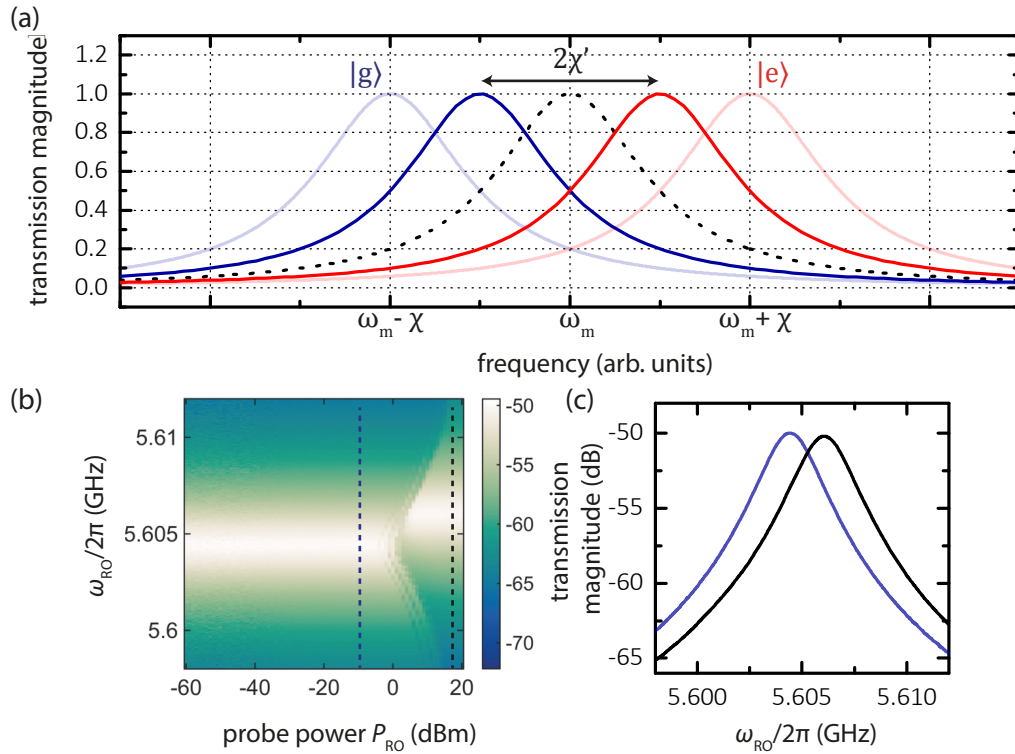 (a)
transmission magnitude
1.2
1.0
0.8
0.6
0.4
0.2
0.0
|g⟩
2χ'
|e⟩
ω_m - χ
ω_m
ω_m + χ
frequency (arb. units)
(b)
ω_RO/2π (GHz)
5.61
5.605
5.6
-60
-40
-20
0
20
probe power P_RO (dBm)
-50
-55
-60
-65
-70
(c)
transmission
magnitude (dB)
-50
-55
-60
-65
5.600
5.605
5.610
ω_RO/2π (GHz)